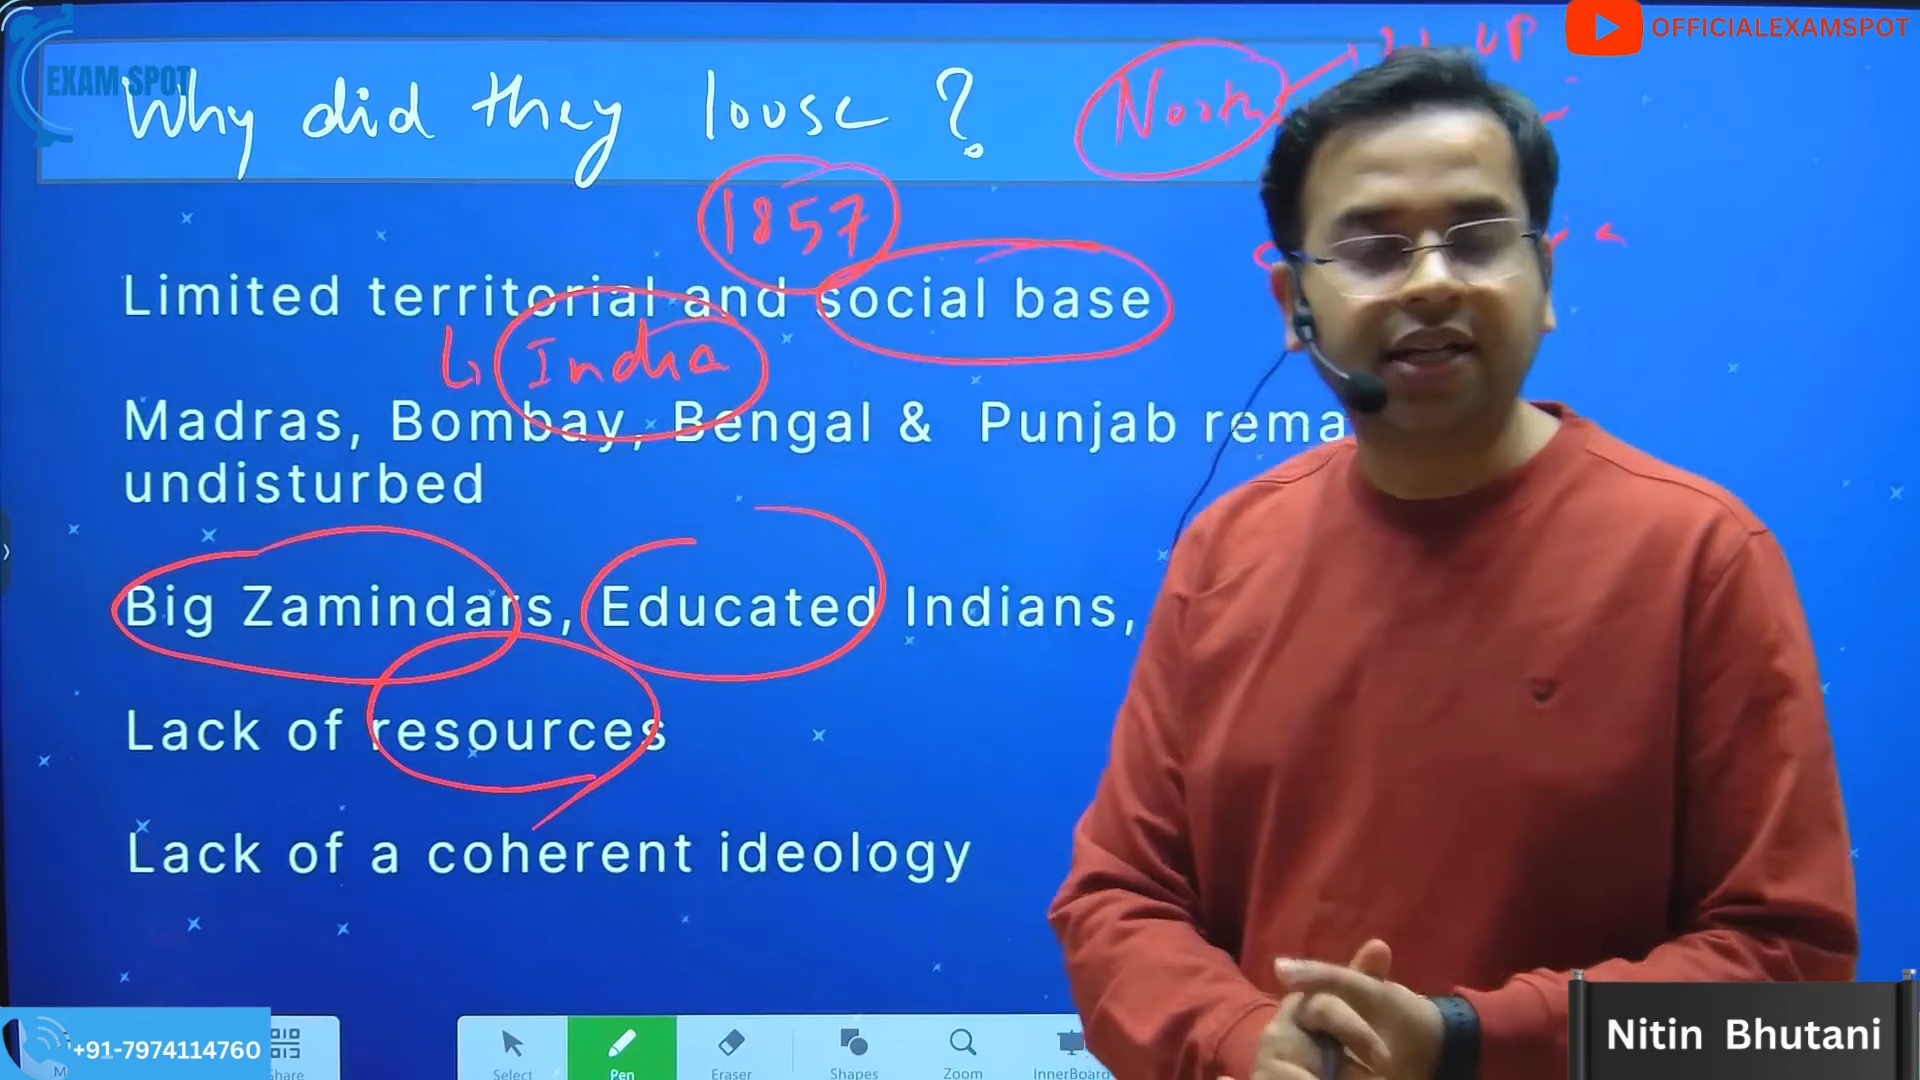 OFFICIALEXAMSPOT
EXAM SPOT
Why did they louse ?
North
UP
1857
Limited territorial and social base
India
Madras, Bombay, Bengal & Punjab rema
undisturbed
Big Zamindars, Educated Indians,
Lack of resources
Lack of a coherent ideology
+91-7974114760
Share
Select
Pen
Eraser
Shapes
Zoom
InnerBoard
Nitin Bhutani